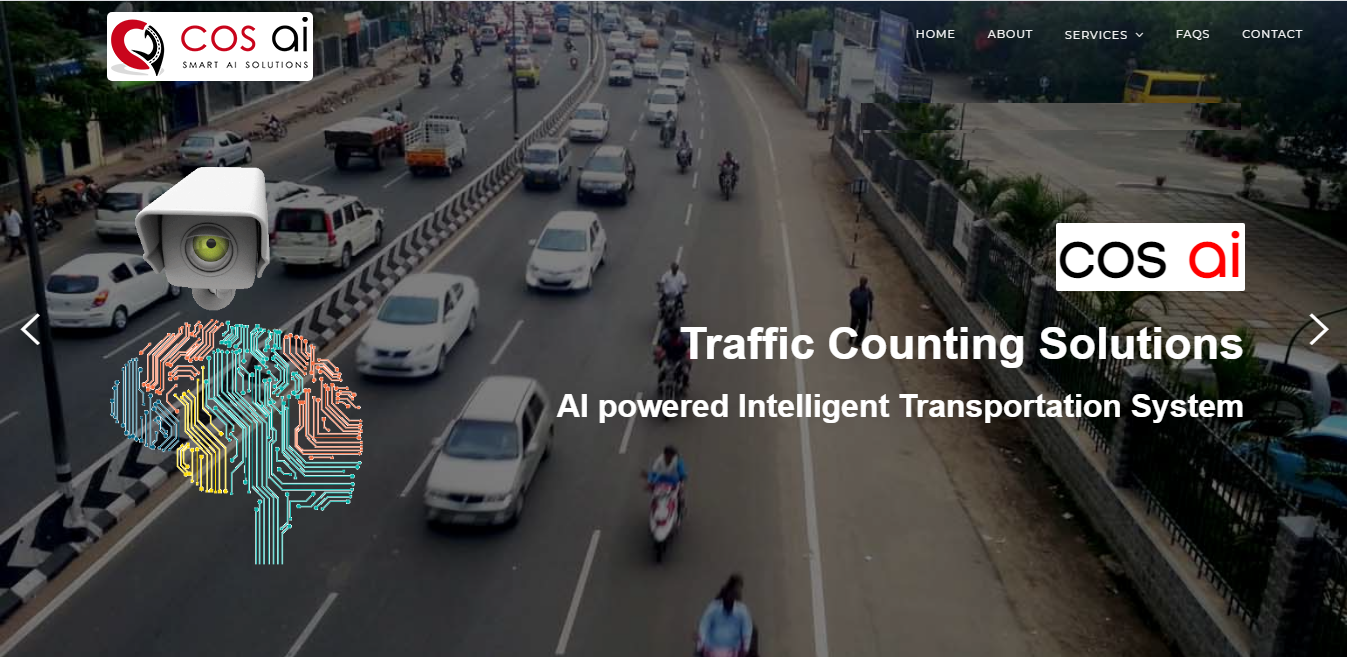 COS ai
SMART AI SOLUTIONS
HOME
ABOUT
SERVICES
FAQS
CONTACT
cos ai
Traffic Counting Solutions
AI powered Intelligent Transportation System